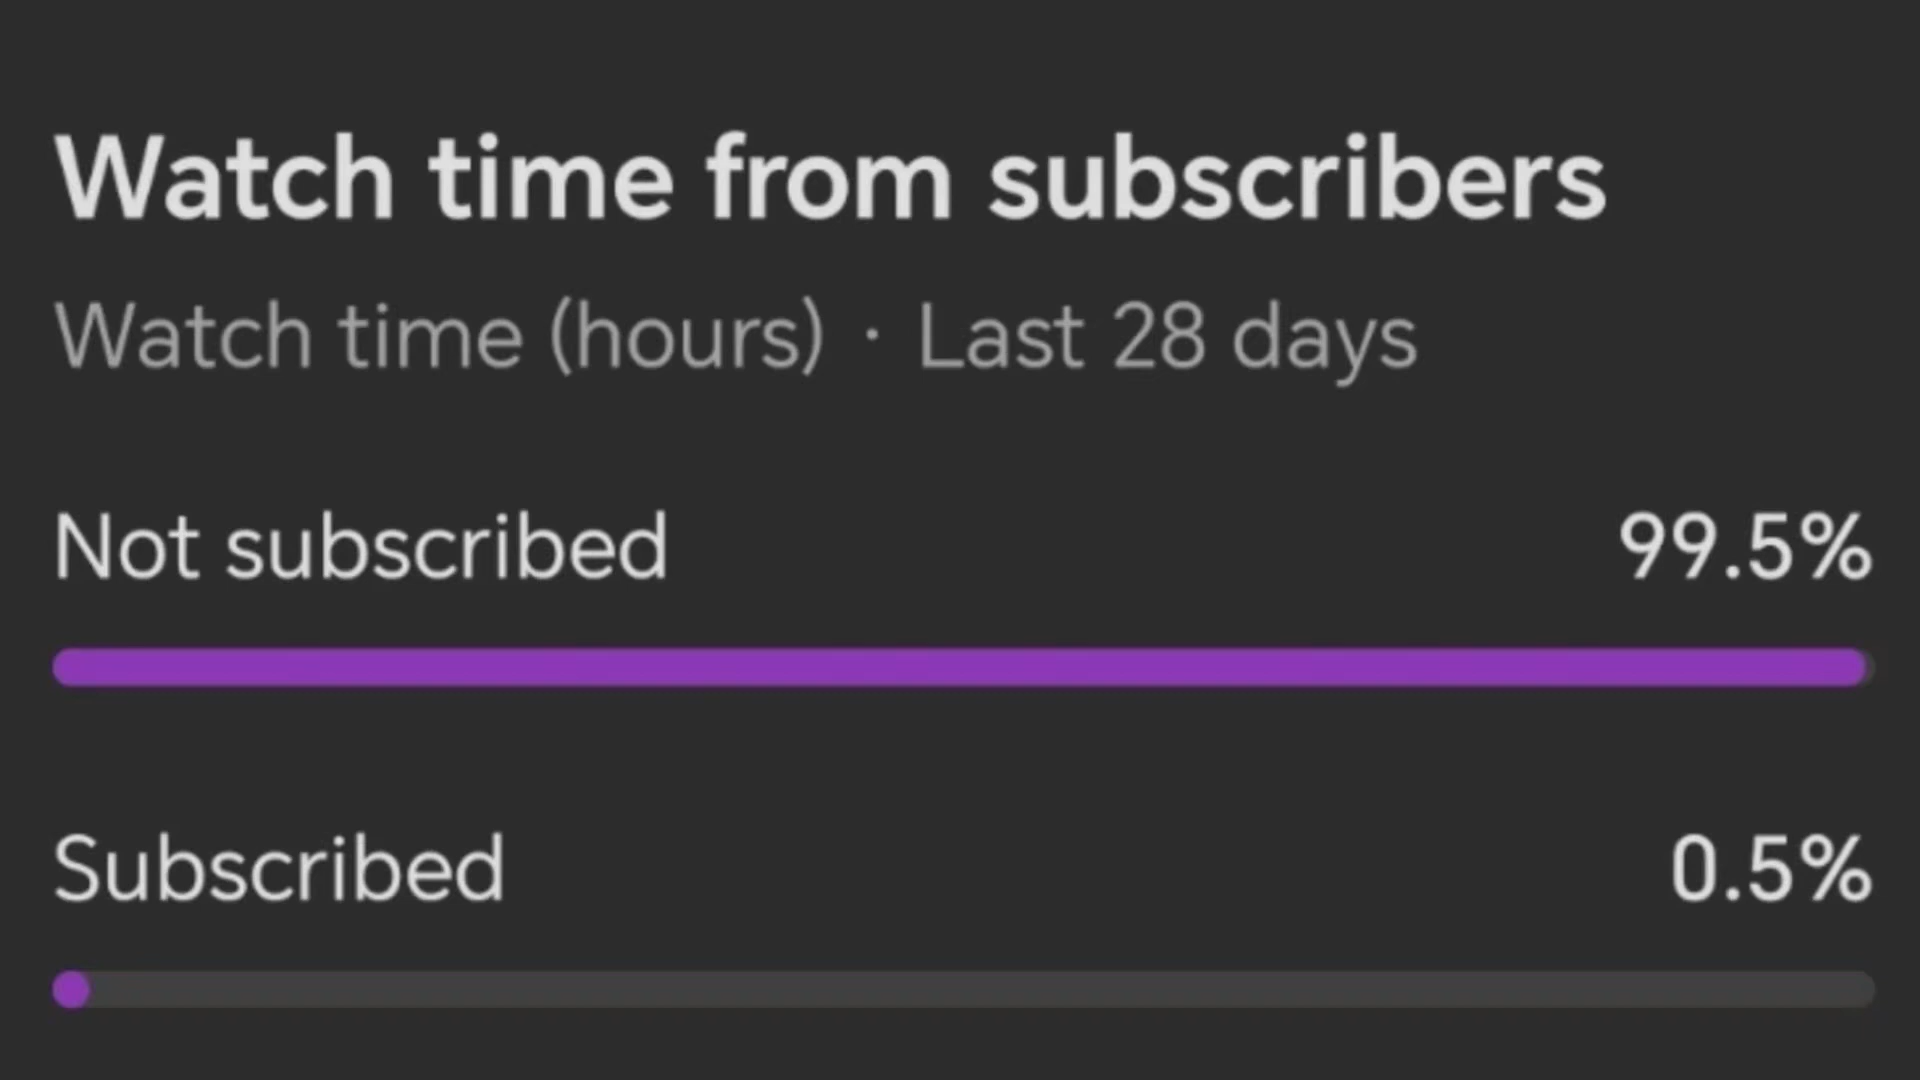 Watch time from subscribers
Watch time (hours) · Last 28 days
Not subscribed 99.5%
Subscribed 0.5%